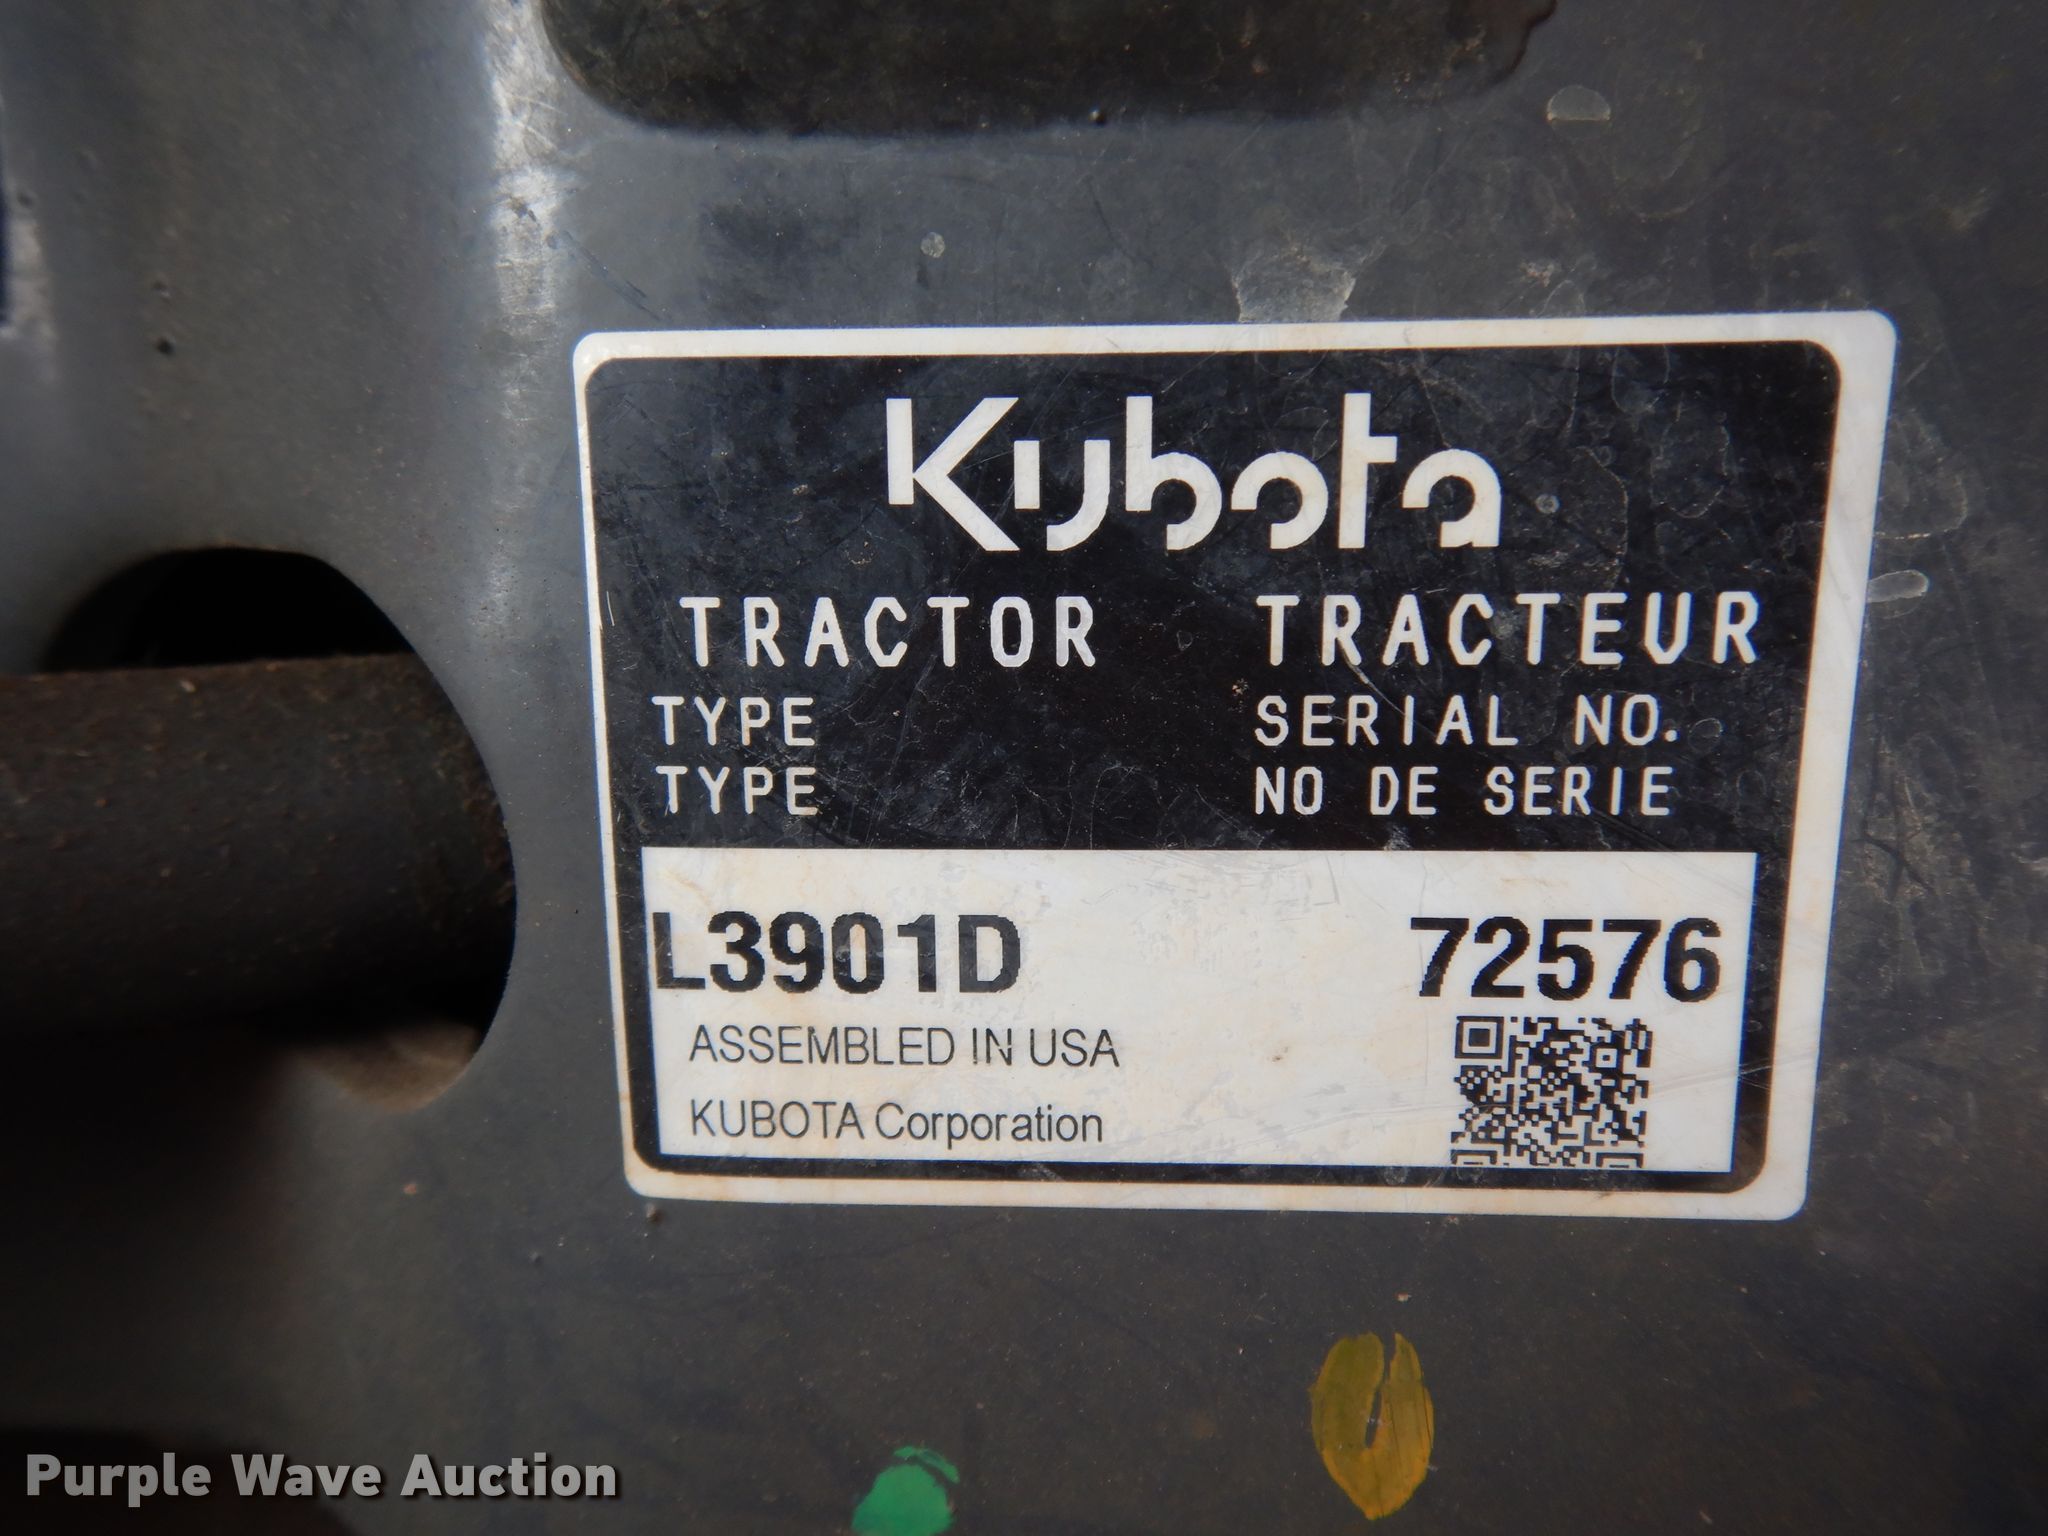 Kubota
TRACTOR TRACTEUR
TYPE SERIAL NO.
TYPE NO DE SERIE
L3901D 72576
ASSEMBLED IN USA
KUBOTA Corporation
Purple Wave Auction